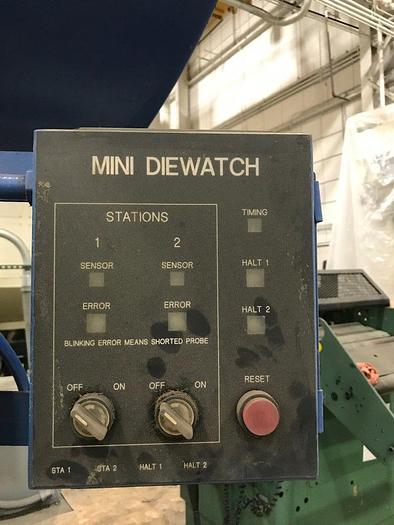 MINI DIEWATCH
STATIONS
TIMING
1 2
SENSOR SENSOR
HALT 1
ERROR ERROR
HALT 2
BLINKING ERROR MEANS SHORTED PROBE
OFF ON OFF ON
RESET
STA 1 STA 2 HALT 1 HALT 2